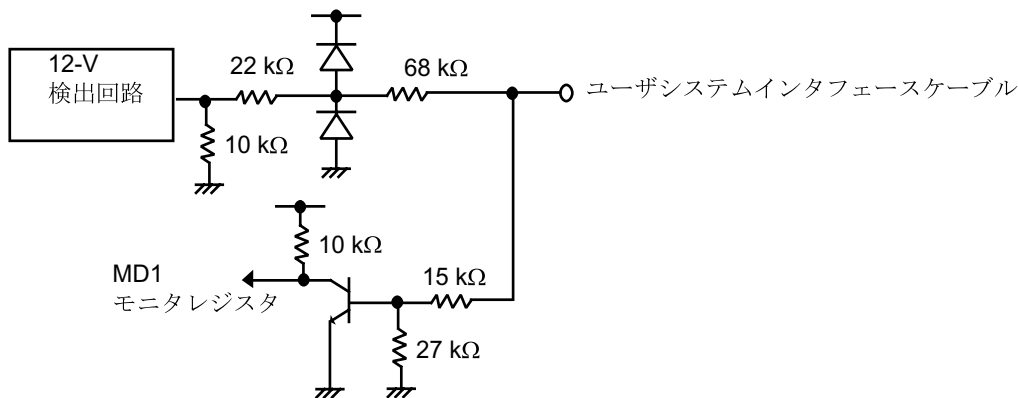 12-V
検出回路
22 kΩ
68 kΩ
ユーザシステムインタフェースケーブル
10 kΩ
10 kΩ
MD1
モニタレジスタ
15 kΩ
27 kΩ